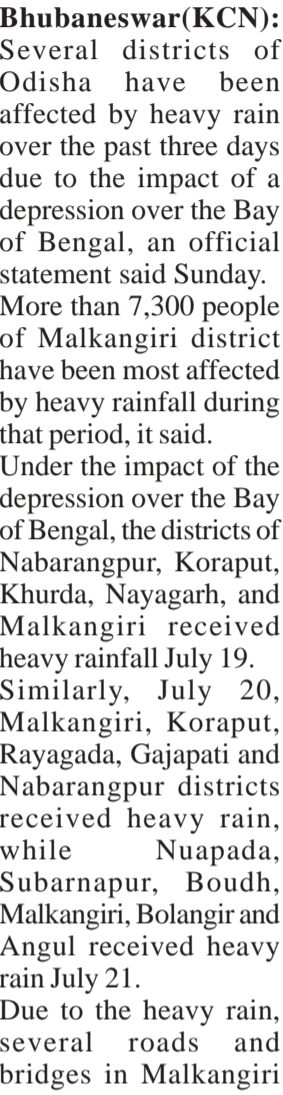 Bhubaneswar(KCN):
Several districts of
Odisha have been
affected by heavy rain
over the past three days
due to the impact of a
depression over the Bay
of Bengal, an official
statement said Sunday.
More than 7,300 people
of Malkangiri district
have been most affected
by heavy rainfall during
that period, it said.
Under the impact of the
depression over the Bay
of Bengal, the districts of
Nabarangpur, Koraput,
Khurda, Nayagarh, and
Malkangiri received
heavy rainfall July 19.
Similarly, July 20,
Malkangiri, Koraput,
Rayagada, Gajapati and
Nabarangpur districts
received heavy rain,
while Nuapada,
Subarnapur, Boudh,
Malkangiri, Bolangir and
Angul received heavy
rain July 21.
Due to the heavy rain,
several roads and
bridges in Malkangiri